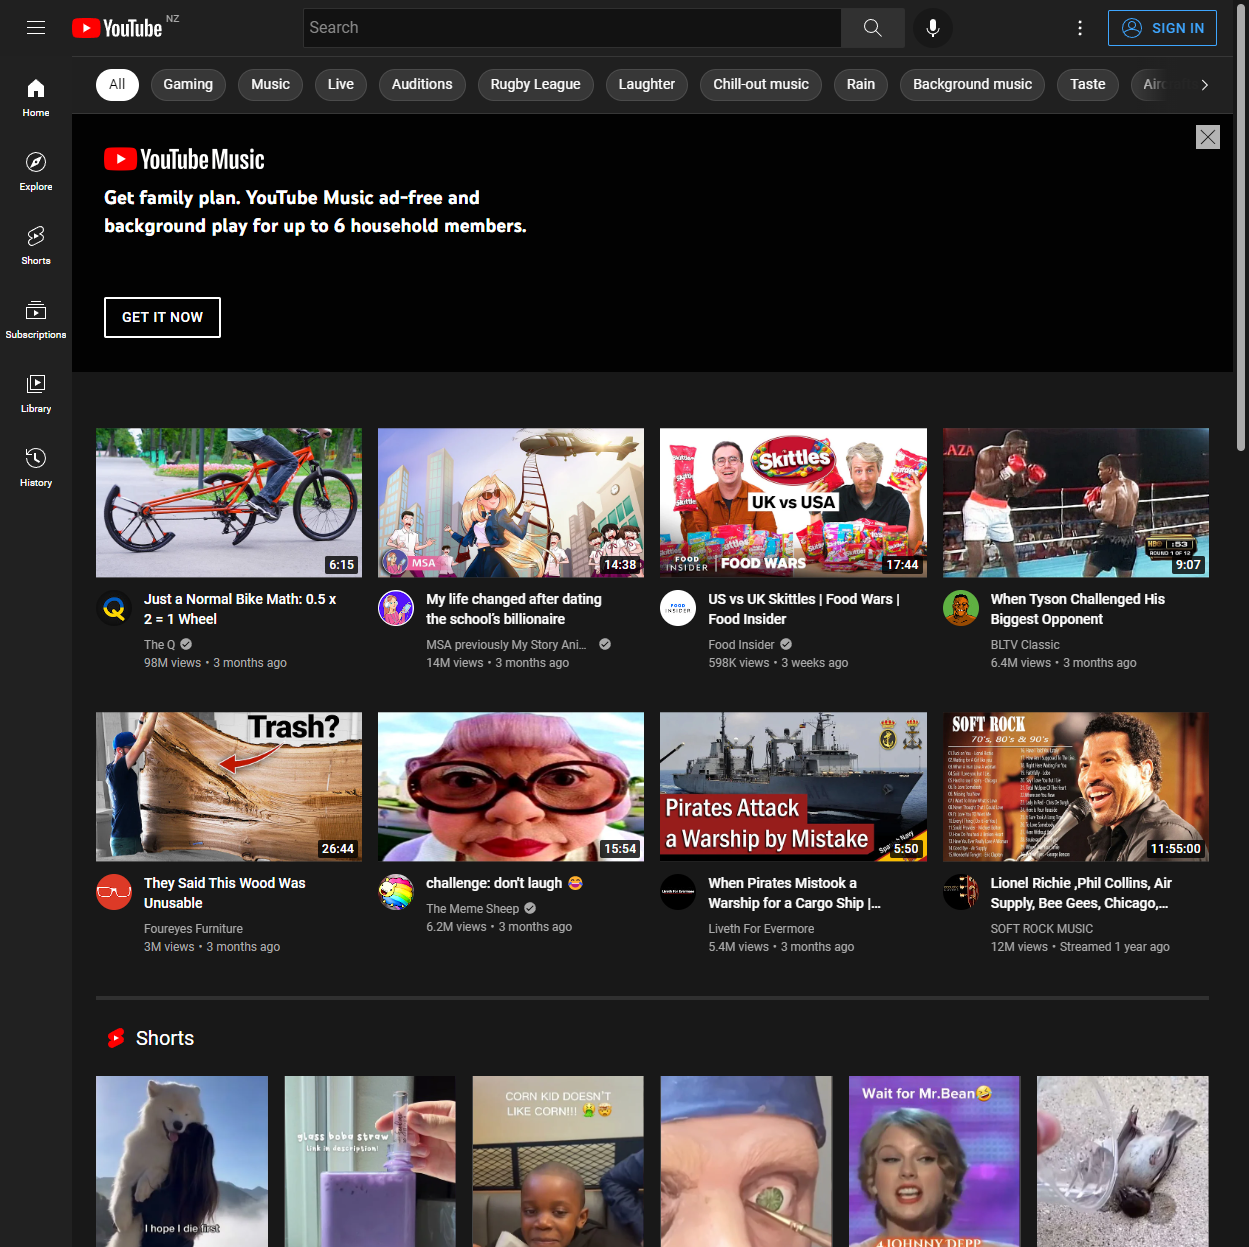 YouTube NZ
Search
SIGN IN
Home
Explore
Shorts
Subscriptions
Library
History
All
Gaming
Music
Live
Auditions
Rugby League
Laughter
Chill-out music
Rain
Background music
Taste
YouTube Music
Get family plan. YouTube Music ad-free and
background play for up to 6 household members.
GET IT NOW
6:15
Just a Normal Bike Math: 0.5 x
2 = 1 Wheel
The Q
98M views • 3 months ago
MSA
14:38
My life changed after dating
the school's billionaire
MSA previously My Story Ani...
14M views • 3 months ago
Skittles
UK vs USA
FOOD
INSIDER
FOOD WARS
17:44
US vs UK Skittles | Food Wars |
Food Insider
Food Insider
598K views • 3 weeks ago
LAZA
HBO :53
ROUND 1 OF 12
9:07
When Tyson Challenged His
Biggest Opponent
BLTV Classic
6.4M views • 3 months ago
Trash?
26:44
They Said This Wood Was
Unusable
Foureyes Furniture
3M views • 3 months ago
15:54
challenge: don't laugh 😂
The Meme Sheep
6.2M views • 3 months ago
Pirates Attack
a Warship by Mistake
5:50
Liveth For Evermore
When Pirates Mistook a
Warship for a Cargo Ship |...
Liveth For Evermore
5.4M views • 3 months ago
SOFT ROCK
70's, 80's & 90's
11:55:00
Lionel Richie ,Phil Collins, Air
Supply, Bee Gees, Chicago,...
SOFT ROCK MUSIC
12M views • Streamed 1 year ago
Shorts
I hope I die first
glass boba straw
Link in description!
CORN KID DOESN'T
LIKE CORN!!! 🤮🤯
Wait for Mr.Bean🤣
JOHNNY DEPP